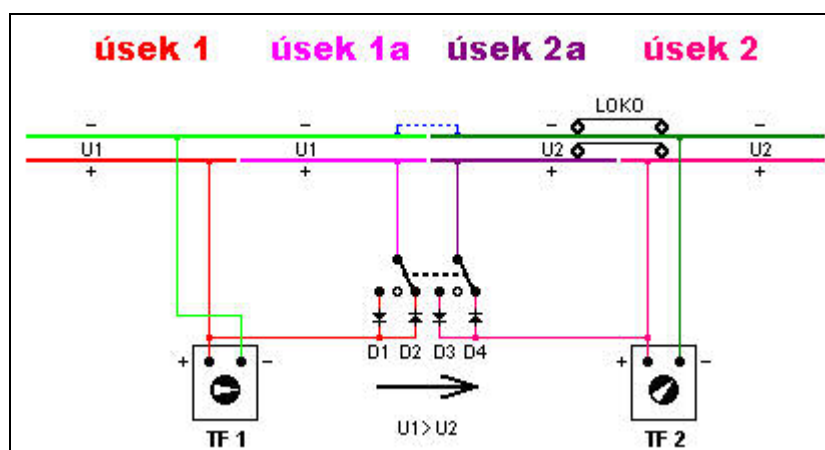 úsek 1 úsek 1a úsek 2a úsek 2
LOKO
− − − −
U1 U1 U2 U2
+ + + +
D1 D2 D3 D4
+ − + −
U1>U2
TF 1 TF 2